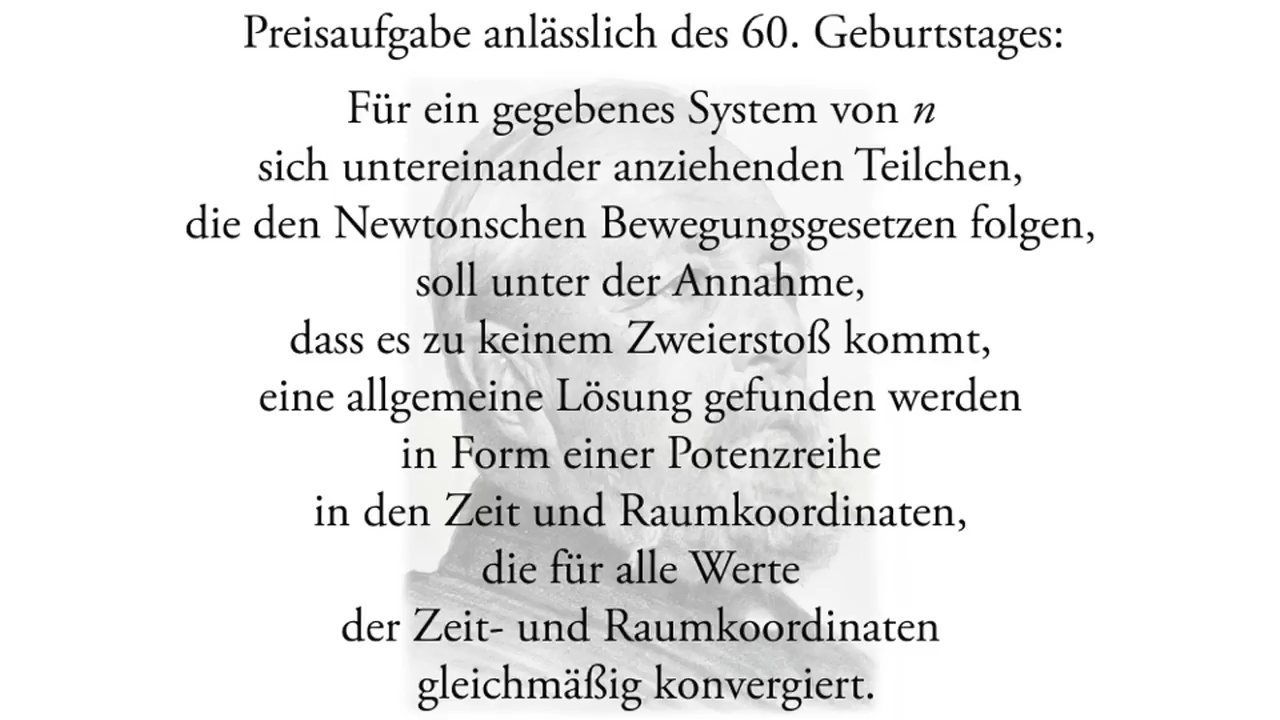 Preisaufgabe anlässlich des 60. Geburtstages:
Für ein gegebenes System von n
sich untereinander anziehenden Teilchen,
die den Newtonschen Bewegungsgesetzen folgen,
soll unter der Annahme,
dass es zu keinem Zweierstoß kommt,
eine allgemeine Lösung gefunden werden
in Form einer Potenzreihe
in den Zeit und Raumkoordinaten,
die für alle Werte
der Zeit- und Raumkoordinaten
gleichmäßig konvergiert.